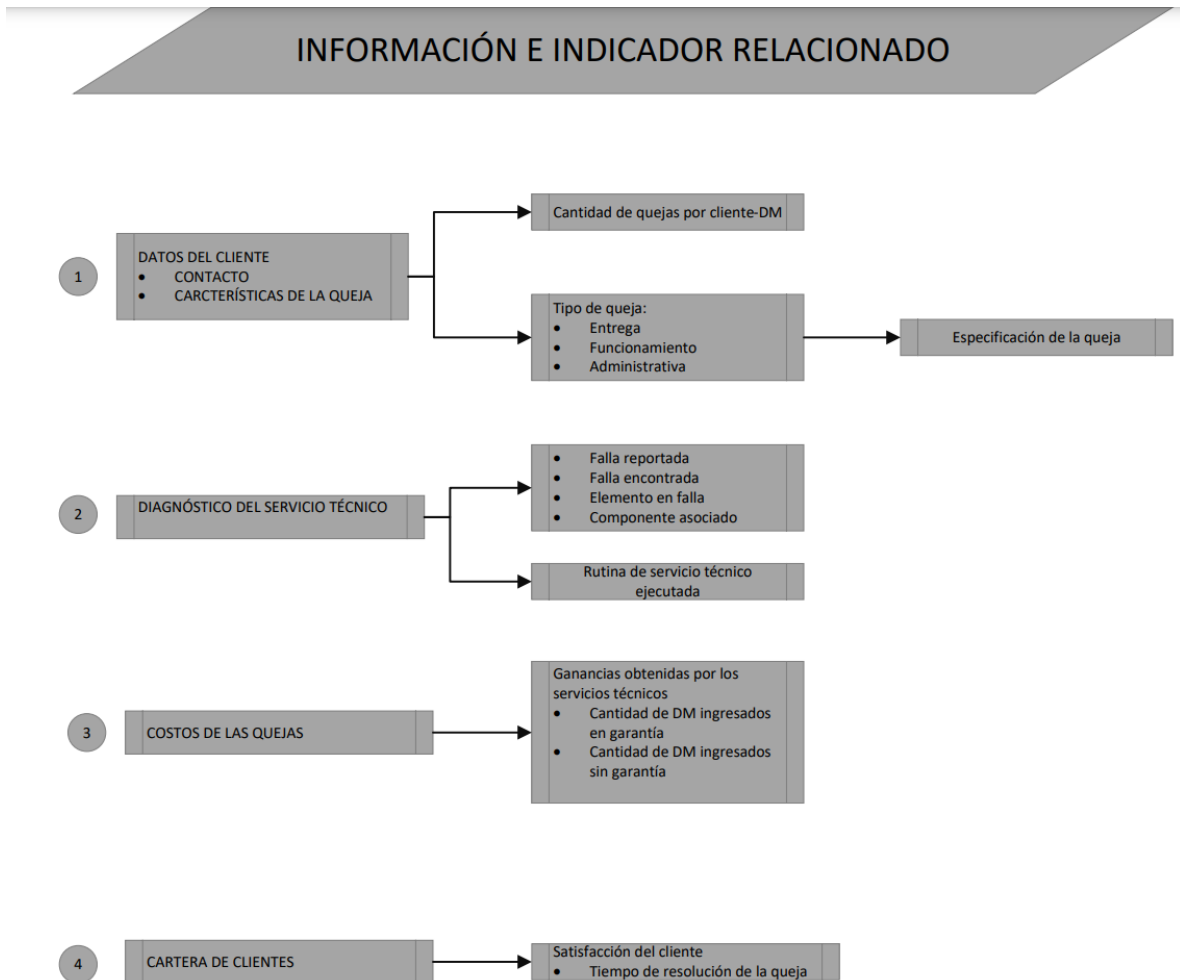 INFORMACIÓN E INDICADOR RELACIONADO
1
DATOS DEL CLIENTE
• CONTACTO
• CARCTERÍSTICAS DE LA QUEJA
Cantidad de quejas por cliente-DM
Tipo de queja:
• Entrega
• Funcionamiento
• Administrativa
Especificación de la queja
2
DIAGNÓSTICO DEL SERVICIO TÉCNICO
• Falla reportada
• Falla encontrada
• Elemento en falla
• Componente asociado
Rutina de servicio técnico
ejecutada
3
COSTOS DE LAS QUEJAS
Ganancias obtenidas por los
servicios técnicos
• Cantidad de DM ingresados
en garantía
• Cantidad de DM ingresados
sin garantía
4
CARTERA DE CLIENTES
Satisfacción del cliente
• Tiempo de resolución de la queja